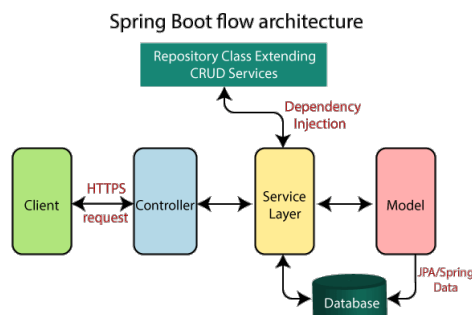 Spring Boot flow architecture
Repository Class Extending
CRUD Services
Dependency
Injection
Client
HTTPS
request
Controller
Service
Layer
Model
JPA/Spring
Data
Database